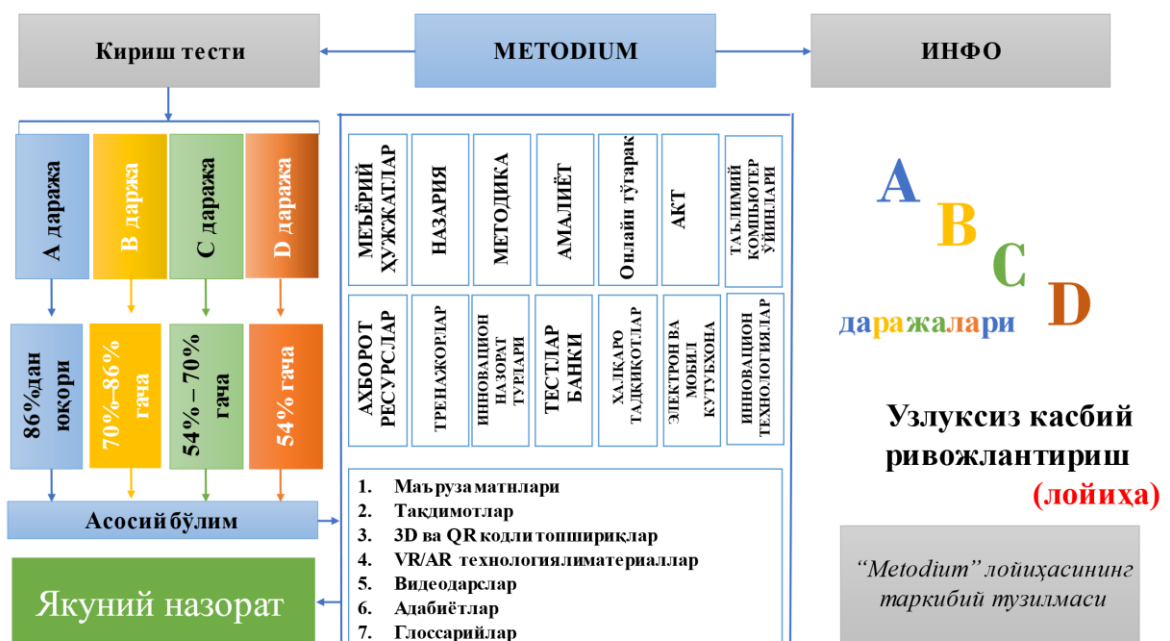 Кириш тести
METODIUM
ИНФО
А даража
В даржа
С даража
D даража
86%дан
юқори
70%–86%
гача
54% – 70%
гача
54% гача
Асосий бўлим
Якуний назорат
МЕЪЁРИЙ
ҲУЖЖАТЛАР
НАЗАРИЯ
МЕТОДИКА
АМАЛИЁТ
Онлайн тўгарак
АКТ
ТАЪЛИМИЙ
КОМПЬЮТЕР
ЎЙИНЛАРИ
АХБОРОТ
РЕСУРСЛАР
ТРЕНАЖОРЛАР
ИННОВАЦИОН
НАЗОРАТ
ТУРЛАРИ
ТЕСТЛАР
БАНКИ
ХАЛҚАРО
ТАДҚИҚОТЛАР
ЭЛЕКТРОН ВА
МОБИЛ
КУТУБХОНА
ИННОВАЦИОН
ТЕХНОЛОГИЯЛАР
1. Маъруза матнлари
2. Тақдимотлар
3. 3D ва QR кодли топшириқлар
4. VR/AR технологиялиматериаллар
5. Видеодарслар
6. Адабиётлар
7. Глоссарийлар
A
B
C
D
даражалари
Узлуксиз касбий
ривожлантириш
(лойиҳа)
“Metodium” лойиҳасининг
таркибий тузилмаси